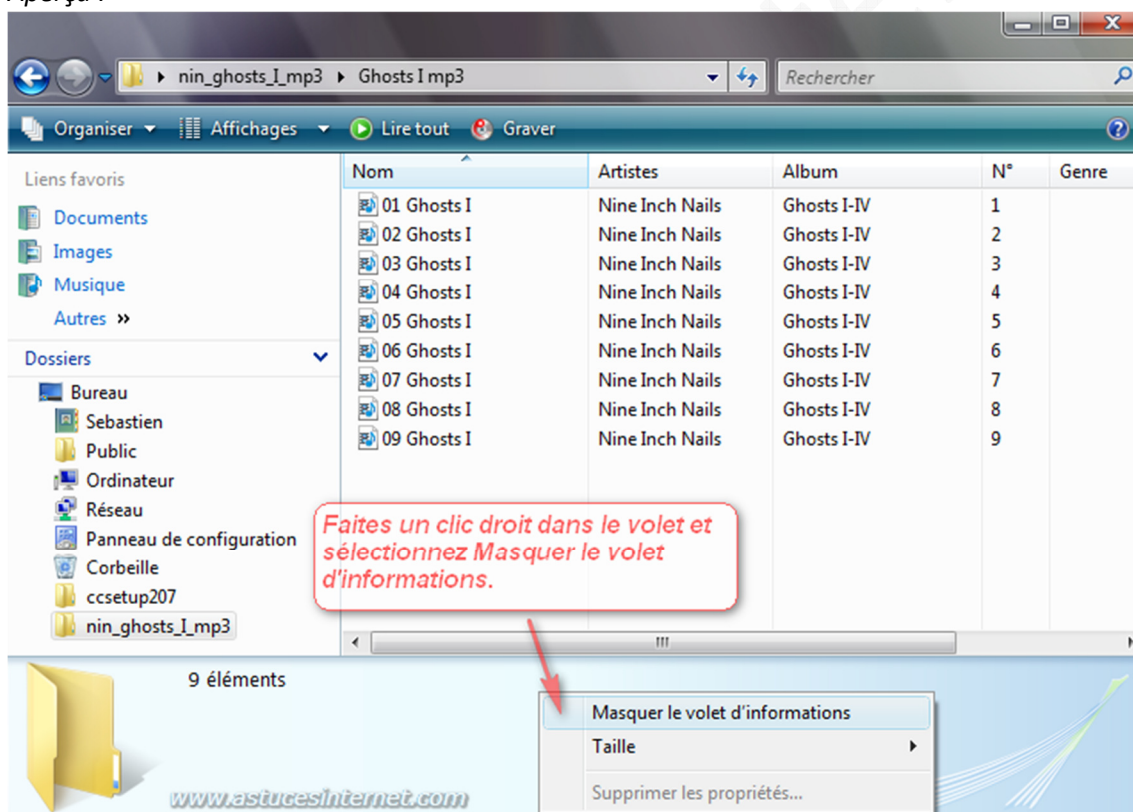 Aperçu :
nin_ghosts_I_mp3 Ghosts I mp3 Rechercher
Organiser Affichages Lire tout Graver
Liens favoris
Documents
Images
Musique
Autres »
Dossiers
Bureau
Sebastien
Public
Ordinateur
Réseau
Panneau de configuration
Corbeille
ccsetup207
nin_ghosts_I_mp3
Nom Artistes Album N° Genre
01 Ghosts I Nine Inch Nails Ghosts I-IV 1
02 Ghosts I Nine Inch Nails Ghosts I-IV 2
03 Ghosts I Nine Inch Nails Ghosts I-IV 3
04 Ghosts I Nine Inch Nails Ghosts I-IV 4
05 Ghosts I Nine Inch Nails Ghosts I-IV 5
06 Ghosts I Nine Inch Nails Ghosts I-IV 6
07 Ghosts I Nine Inch Nails Ghosts I-IV 7
08 Ghosts I Nine Inch Nails Ghosts I-IV 8
09 Ghosts I Nine Inch Nails Ghosts I-IV 9
Faites un clic droit dans le volet et
sélectionnez Masquer le volet
d'informations.
9 éléments
Masquer le volet d'informations
Taille
Supprimer les propriétés...
www.astucesinternet.com